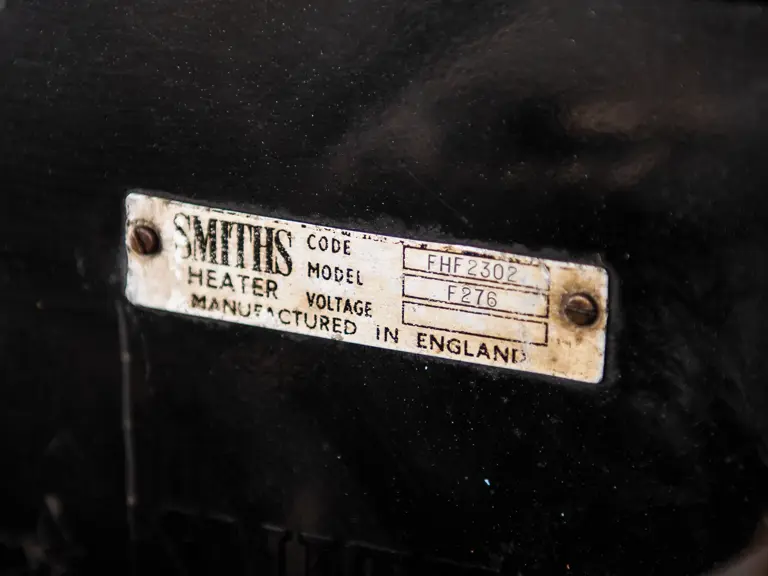 SMITHS
HEATER
CODE FHF2302
MODEL F276
VOLTAGE
MANUFACTURED IN ENGLAND